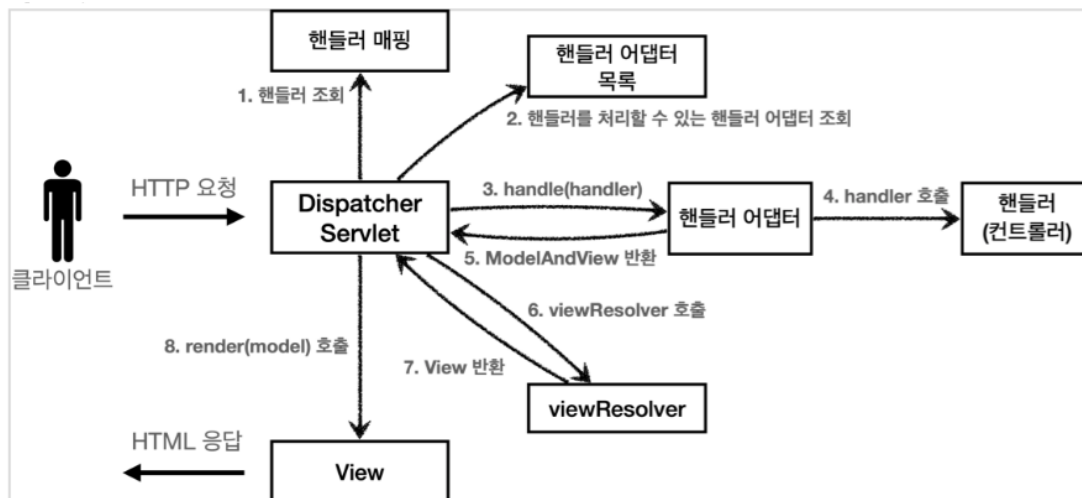 핸들러 매핑
핸들러 어댑터
목록
1. 핸들러 조회
2. 핸들러를 처리할 수 있는 핸들러 어댑터 조회
HTTP 요청
Dispatcher
Servlet
3. handle(handler)
핸들러 어댑터
4. handler 호출
핸들러
(컨트롤러)
클라이언트
5. ModelAndView 반환
6. viewResolver 호출
8. render(model) 호출
7. View 반환
viewResolver
HTML 응답
View